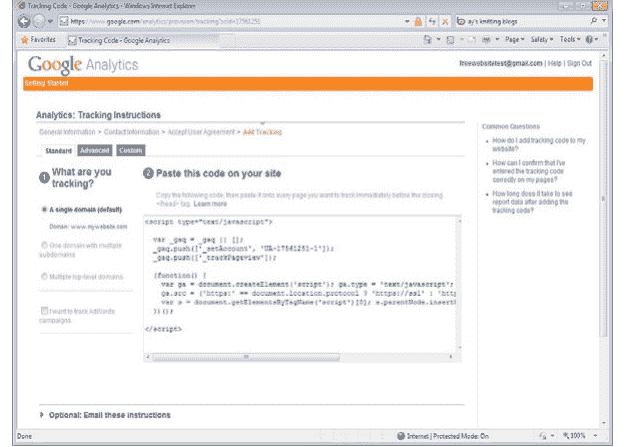 Tracking Code - Google Analytics - Windows Internet Explorer
https://www.google.com/analytics/provision/tracking?scid=17561251
ay's knitting blogs
Favorites
Tracking Code - Google Analytics
Page
Safety
Tools
Google Analytics
freewebsitetest@gmail.com | Help | Sign Out
Getting Started
Analytics: Tracking Instructions
General Information > Contact Information > Accept User Agreement > Add Tracking
Standard
Advanced
Custom
1 What are you tracking?
A single domain (default)
Domain: www.mywebsite.com
One domain with multiple
subdomains
Multiple top-level domains
I want to track AdWords
campaigns
2 Paste this code on your site
Copy the following code, then paste it onto every page you want to track immediately before the closing
</head> tag. Learn more
<script type="text/javascript">
var _gaq = _gaq || [];
_gaq.push(['_setAccount', 'UA-17561251-1']);
_gaq.push(['_trackPageview']);
(function() {
var ga = document.createElement('script'); ga.type = 'text/javascript';
ga.src = ('https:' == document.location.protocol ? 'https://ssl' : 'http
var s = document.getElementsByTagName('script')[0]; s.parentNode.insertB
})();
</script>
Common Questions
How do I add tracking code to my
website?
How can I confirm that I've
entered the tracking code
correctly on my pages?
How long does it take to see
report data after adding the
tracking code?
Optional: Email these instructions
Done
Internet | Protected Mode: On
100%